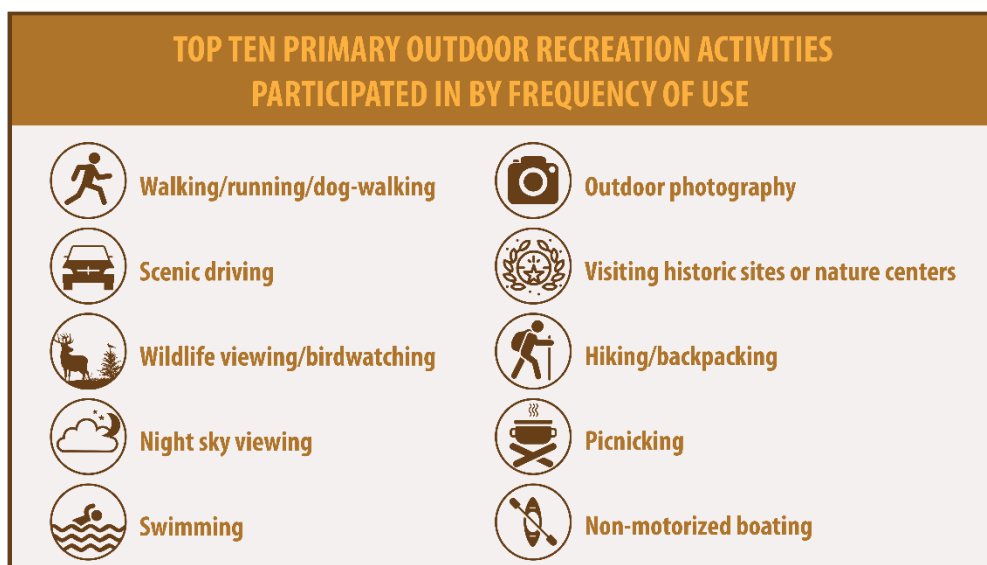 TOP TEN PRIMARY OUTDOOR RECREATION ACTIVITIES
PARTICIPATED IN BY FREQUENCY OF USE
Walking/running/dog-walking
Scenic driving
Wildlife viewing/birdwatching
Night sky viewing
Swimming
Outdoor photography
Visiting historic sites or nature centers
Hiking/backpacking
Picnicking
Non-motorized boating